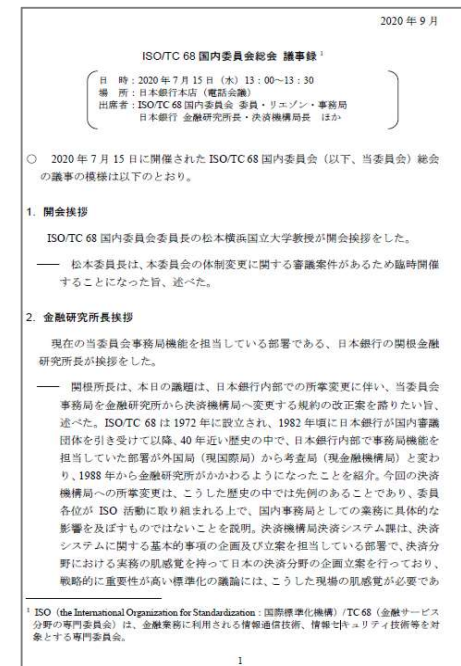 2020 年 9 月
ISO/TC 68 国内委員会総会 議事録 1
日 時：2020 年 7 月 15 日（水）13：00～13：30
場 所：日本銀行本店（電話会議）
出席者：ISO/TC 68 国内委員会 委員・リエゾン・事務局
日本銀行 金融研究所長・決済機構局長 ほか
○ 2020 年 7 月 15 日に開催された ISO/TC 68 国内委員会（以下、当委員会）総会
の議事の模様は以下のとおり。
1. 開会挨拶
ISO/TC 68 国内委員会委員長の松本横浜国立大学教授が開会挨拶をした。
―― 松本委員長は、本委員会の体制変更に関する審議案件があるため臨時開催
することになった旨、述べた。
2. 金融研究所長挨拶
現在の当委員会事務局機能を担当している部署である、日本銀行の関根金融
研究所長が挨拶をした。
―― 関根所長は、本日の議題は、日本銀行内部での所掌変更に伴い、当委員会
事務局を金融研究所から決済機構局へ変更する規約の改正案を諮りたい旨、
述べた。ISO/TC 68 は 1972 年に設立され、1982 年頃に日本銀行が国内審議
団体を引き受けて以降、40 年近い歴史の中で、日本銀行内部で事務局機能を
担当していた部署が外国局（現国際局）から考査局（現金融機構局）と変わ
り、1988 年から金融研究所がかかわるようになったことを紹介。今回の決済
機構局への所掌変更は、こうした歴史の中では先例のあることであり、委員
各位が ISO 活動に取り組まれる上で、国内事務局としての業務に具体的な
影響を及ぼすものではないことを説明。決済機構局決済システム課は、決済
システムに関する基本的事項の企画及び立案を担当している部署で、決済分
野における実務の肌感覚を持って日本の決済分野の企画立案を行っており、
戦略的に重要性が高い標準化の議論には、こうした現場の肌感覚が必要であ
1 ISO（the International Organization for Standardization：国際標準化機構）/TC 68（金融サービス
分野の専門委員会）は、金融業務に利用される情報通信技術、情報セキュリティ技術等を対
象とする専門委員会。
1